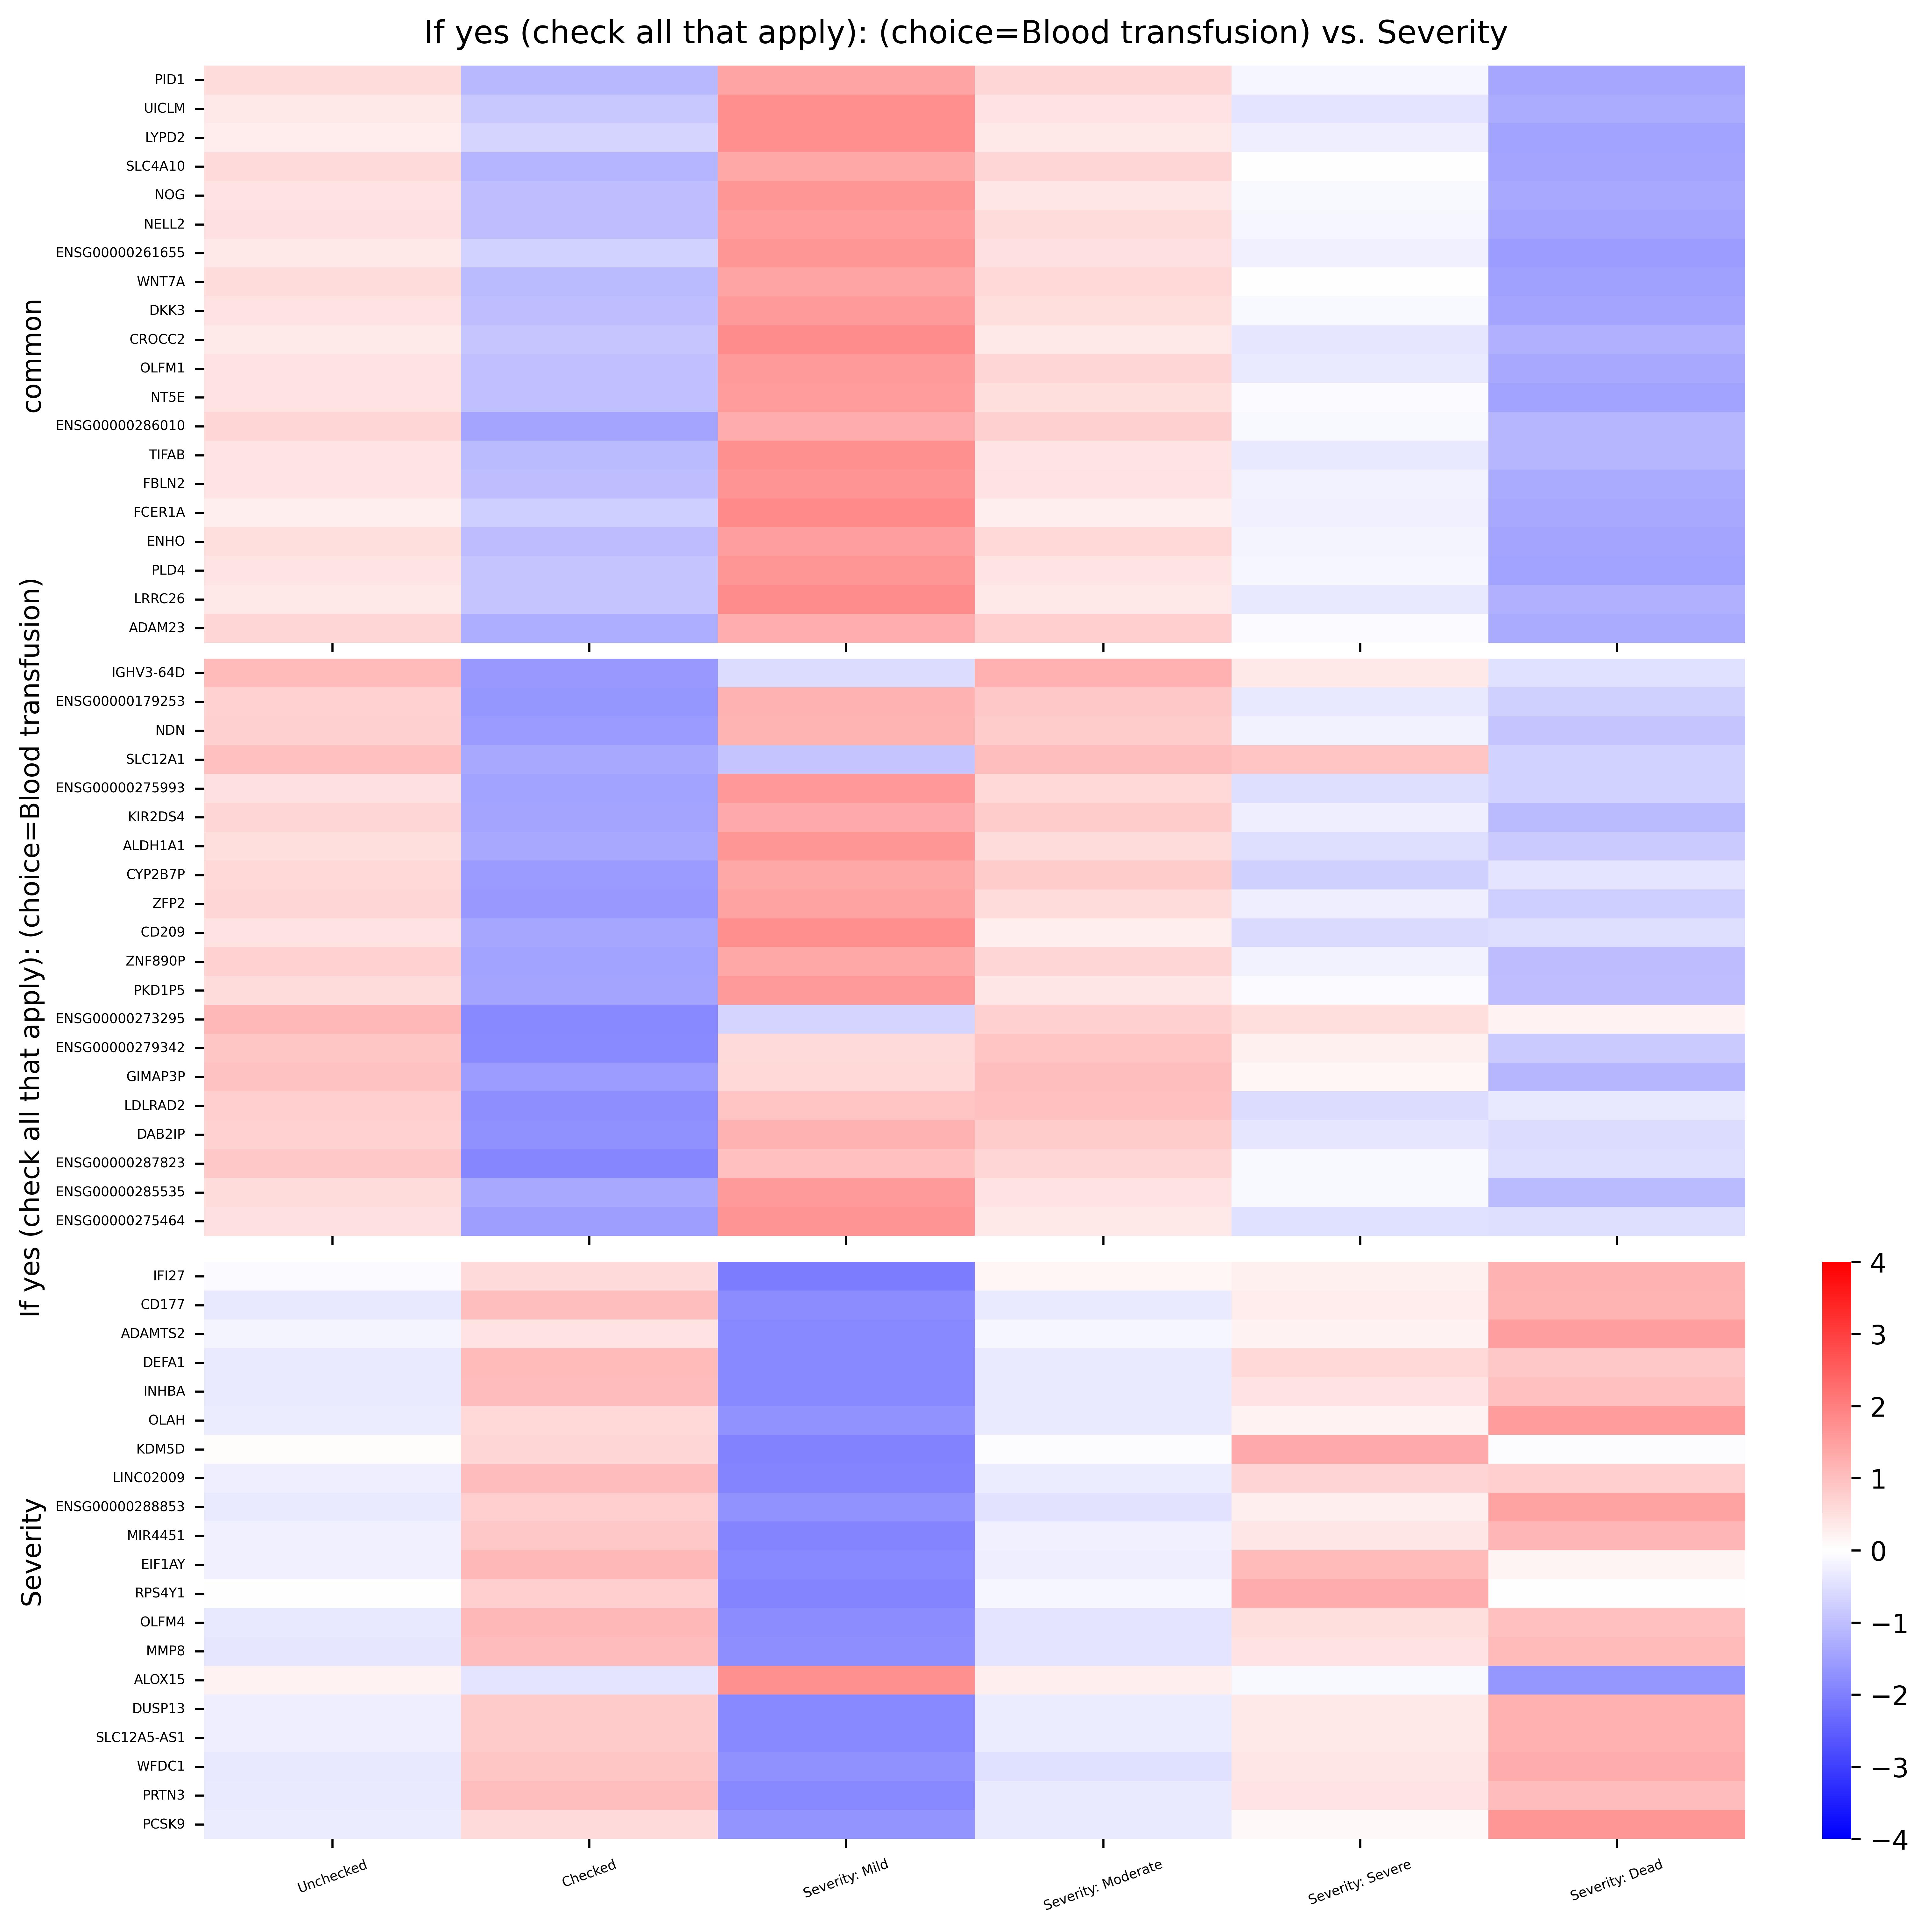 If yes (check all that apply): (choice=Blood transfusion) vs. Severity
common
PID1
UICLM
LYPD2
SLC4A10
NOG
NELL2
ENSG00000261655
WNT7A
DKK3
CROCC2
OLFM1
NT5E
ENSG00000286010
TIFAB
FBLN2
FCER1A
ENHO
PLD4
LRRC26
ADAM23
If yes (check all that apply): (choice=Blood transfusion)
IGHV3-64D
ENSG00000179253
NDN
SLC12A1
ENSG00000275993
KIR2DS4
ALDH1A1
CYP2B7P
ZFP2
CD209
ZNF890P
PKD1P5
ENSG00000273295
ENSG00000279342
GIMAP3P
LDLRAD2
DAB2IP
ENSG00000287823
ENSG00000285535
ENSG00000275464
Severity
IFI27
CD177
ADAMTS2
DEFA1
INHBA
OLAH
KDM5D
LINC02009
ENSG00000288853
MIR4451
EIF1AY
RPS4Y1
OLFM4
MMP8
ALOX15
DUSP13
SLC12A5-AS1
WFDC1
PRTN3
PCSK9
Unchecked
Checked
Severity: Mild
Severity: Moderate
Severity: Severe
Severity: Dead
4
3
2
1
0
−1
−2
−3
−4